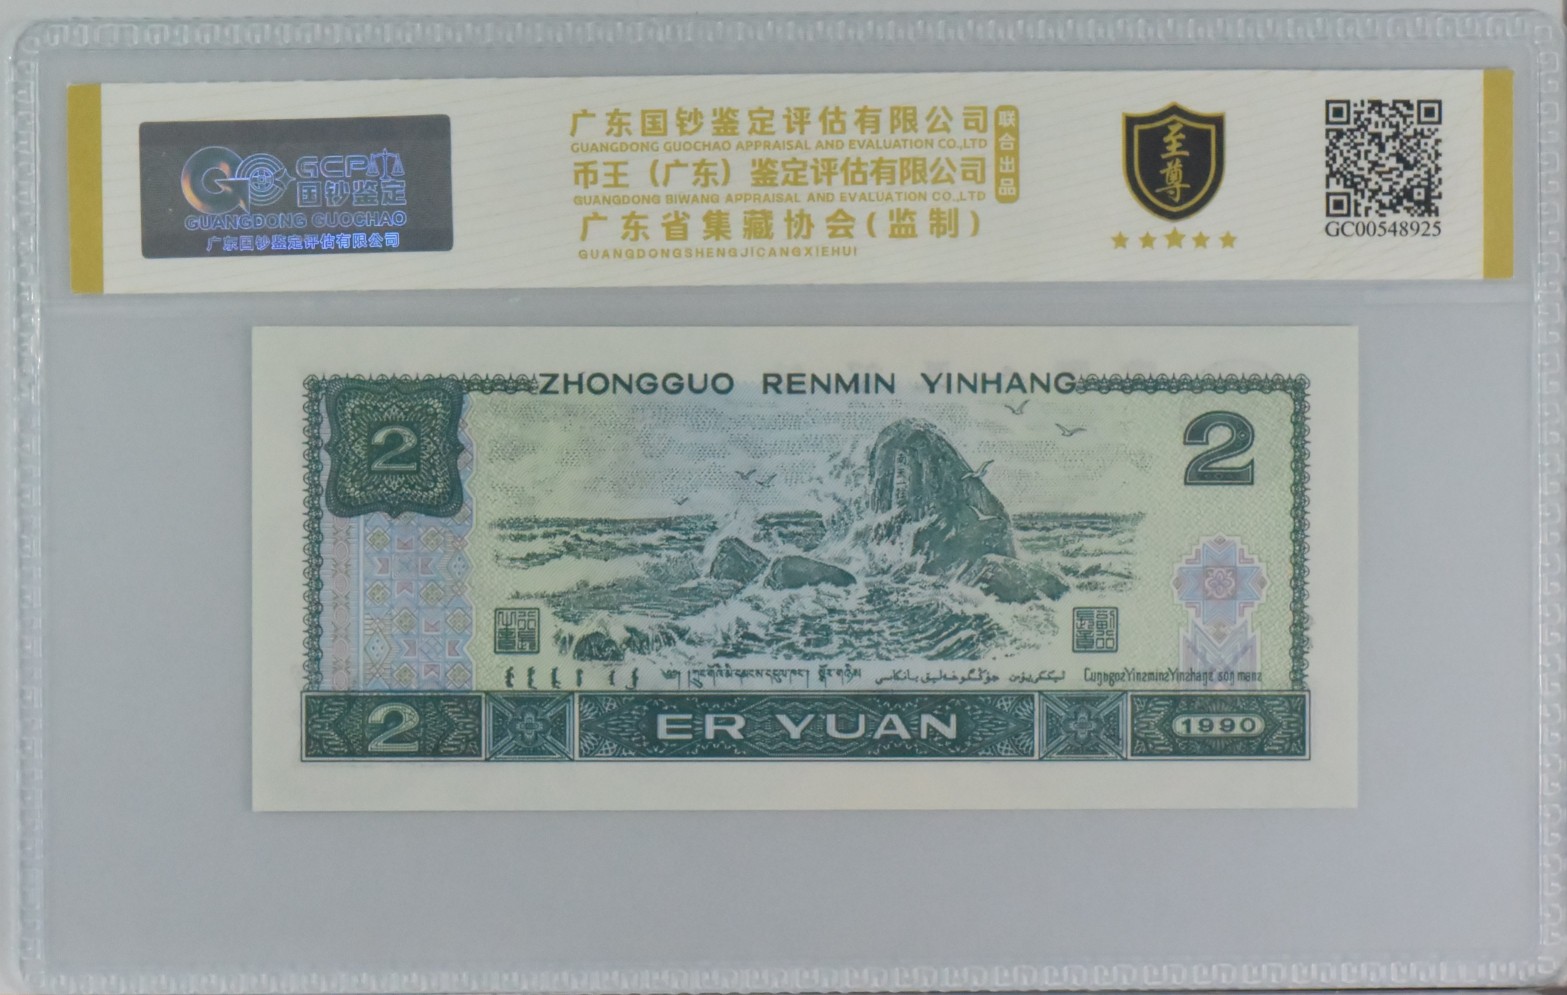 GCP
国钞鉴定
GUANGDONG GUOCHAO
广东国钞鉴定评估有限公司
广东国钞鉴定评估有限公司
GUANGDONG GUOCHAO APPRAISAL AND EVALUATION CO.,LTD
币王（广东）鉴定评估有限公司
GUANGDONG BIWANG APPRAISAL AND EVALUATION CO.,LTD
广东省集藏协会(监制)
GUANGDONGSHENGJICANGXIEHUI
联合出品
至尊
GC00548925
ZHONGGUO RENMIN YINHANG
2
2
Cuŋƅgoƨ Yinƨminƨ Yinƨhaŋƨ
2
ER YUAN
1990